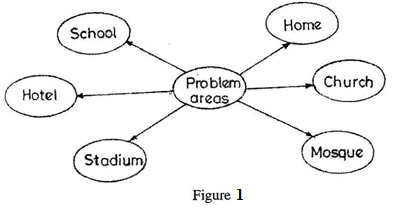 School
Home
Hotel
Problem
areas
Church
Stadium
Mosque
Figure 1